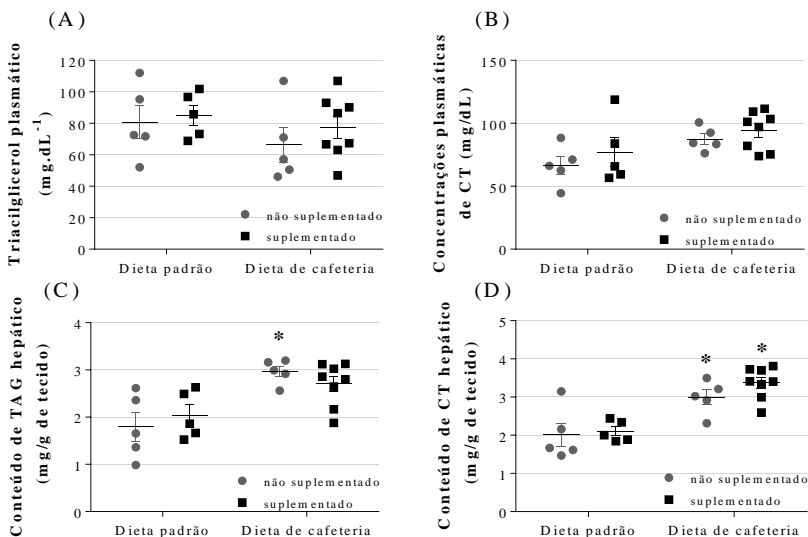 (A)
Triacilglicerol plasmático
(mg.dL⁻¹)
120
100
80
60
40
20
0
não suplementado
suplementado
Dieta padrão
Dieta de cafeteria
(B)
Concentrações plasmáticas
de CT (mg/dL)
150
100
50
0
não suplementado
suplementado
Dieta padrão
Dieta de cafeteria
(C)
Conteúdo de TAG hepático
(mg/g de tecido)
4
3
2
1
0
*
não suplementado
suplementado
Dieta padrão
Dieta de cafeteria
(D)
Conteúdo de CT hepático
(mg/g de tecido)
5
4
3
2
1
0
*
*
não suplementado
suplementado
Dieta padrão
Dieta de cafeteria